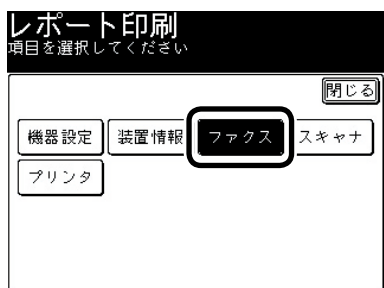 レポート印刷
項目を選択してください
閉じる
機器設定 装置情報 ファクス スキャナ
プリンタ